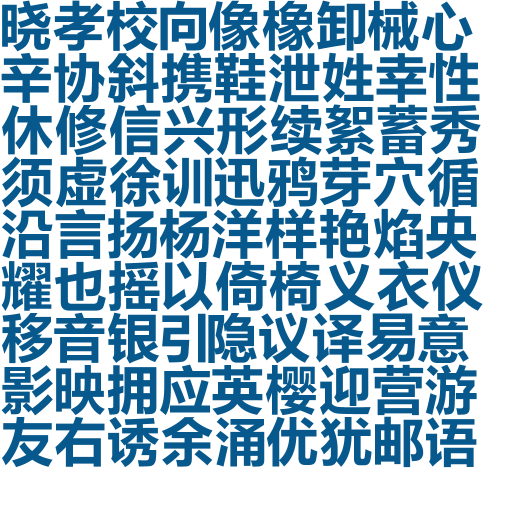 晓孝校向像橡卸械心
辛协斜携鞋泄姓幸性
休修信兴形续絮蓄秀
须虚徐训迅鸦芽穴循
沿言扬杨洋样艳焰央
耀也摇以倚椅义衣仪
移音银引隐议译易意
影映拥应英樱迎营游
友右诱余涌优犹邮语